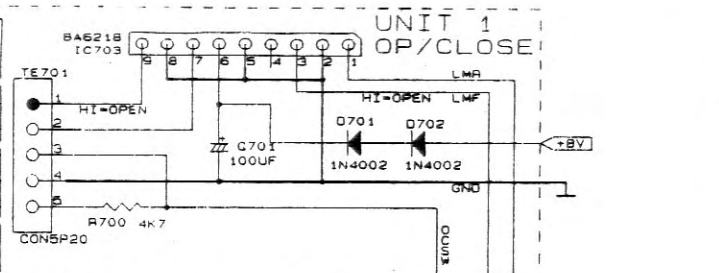 UNIT 1
OP/CLOSE
BA6218
IC703
9 8 7 6 5 4 3 2 1
TE701
LMR
1
HI-OPEN
HI-OPEN LMF
2
D701 D702
3
+
C701
100UF
1N4002 1N4002
+8V
4
GND
5
R700 4K7
CON5P20